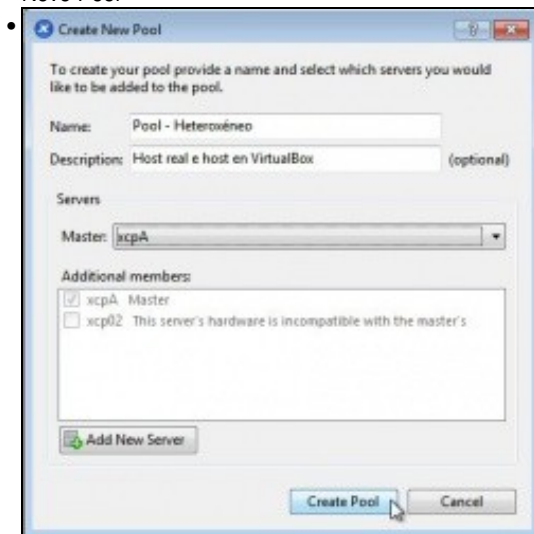 Create New Pool
To create your pool provide a name and select which servers you would
like to be added to the pool.
Name: Pool - Heteroxéneo
Description: Host real e host en VirtualBox (optional)
Servers
Master: xcpA
Additional members:
xcpA Master
xcp02 This server's hardware is incompatible with the master's
Add New Server
Create Pool Cancel